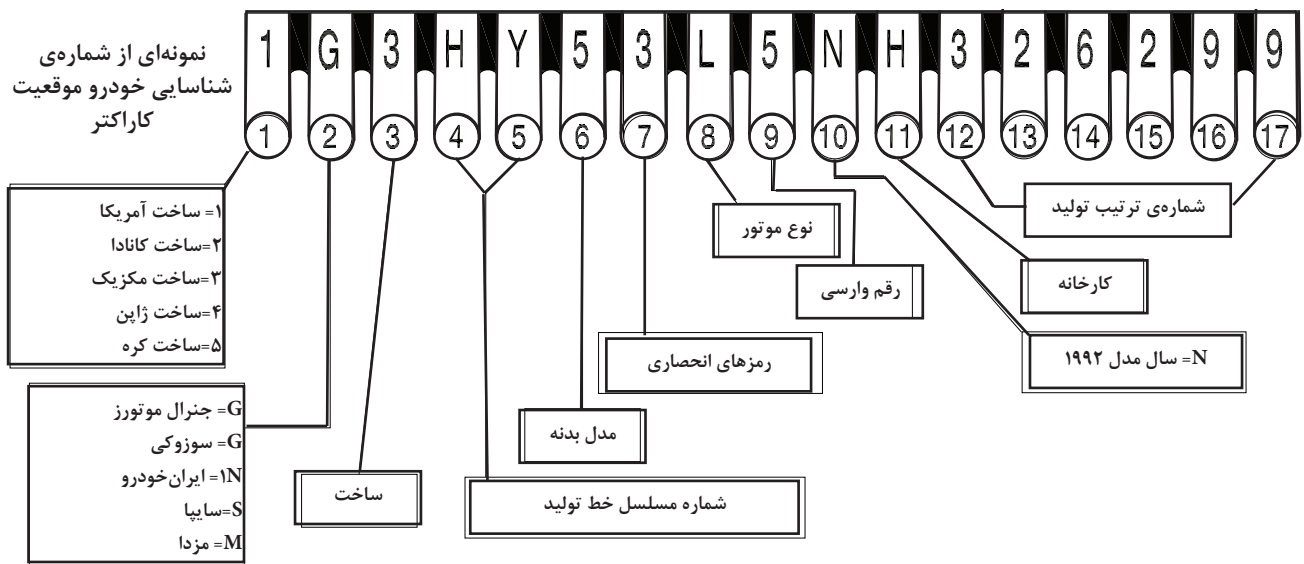 نمونه‌ای از شماره‌ی
شناسایی خودرو موقعیت
کاراکتر
1 G 3 H Y 5 3 L 5 N H 3 2 6 2 9 9
1 2 3 4 5 6 7 8 9 10 11 12 13 14 15 16 17
۱= ساخت آمریکا
۲=ساخت کانادا
۳=ساخت مکزیک
۴=ساخت ژاپن
۵=ساخت کره
G= جنرال موتورز
G= سوزوکی
۱N= ایران‌خودرو
S=سایپا
M= مزدا
ساخت
شماره مسلسل خط تولید
مدل بدنه
رمزهای انحصاری
نوع موتور
رقم وارسی
N= سال مدل ۱۹۹۲
کارخانه
شماره‌ی ترتیب تولید